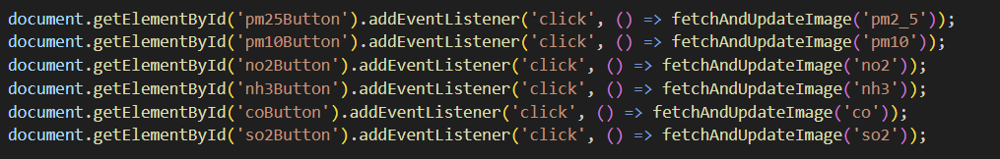 document.getElementById('pm25Button').addEventListener('click', () => fetchAndUpdateImage('pm2_5'));
document.getElementById('pm10Button').addEventListener('click', () => fetchAndUpdateImage('pm10'));
document.getElementById('no2Button').addEventListener('click', () => fetchAndUpdateImage('no2'));
document.getElementById('nh3Button').addEventListener('click', () => fetchAndUpdateImage('nh3'));
document.getElementById('coButton').addEventListener('click', () => fetchAndUpdateImage('co'));
document.getElementById('so2Button').addEventListener('click', () => fetchAndUpdateImage('so2'));